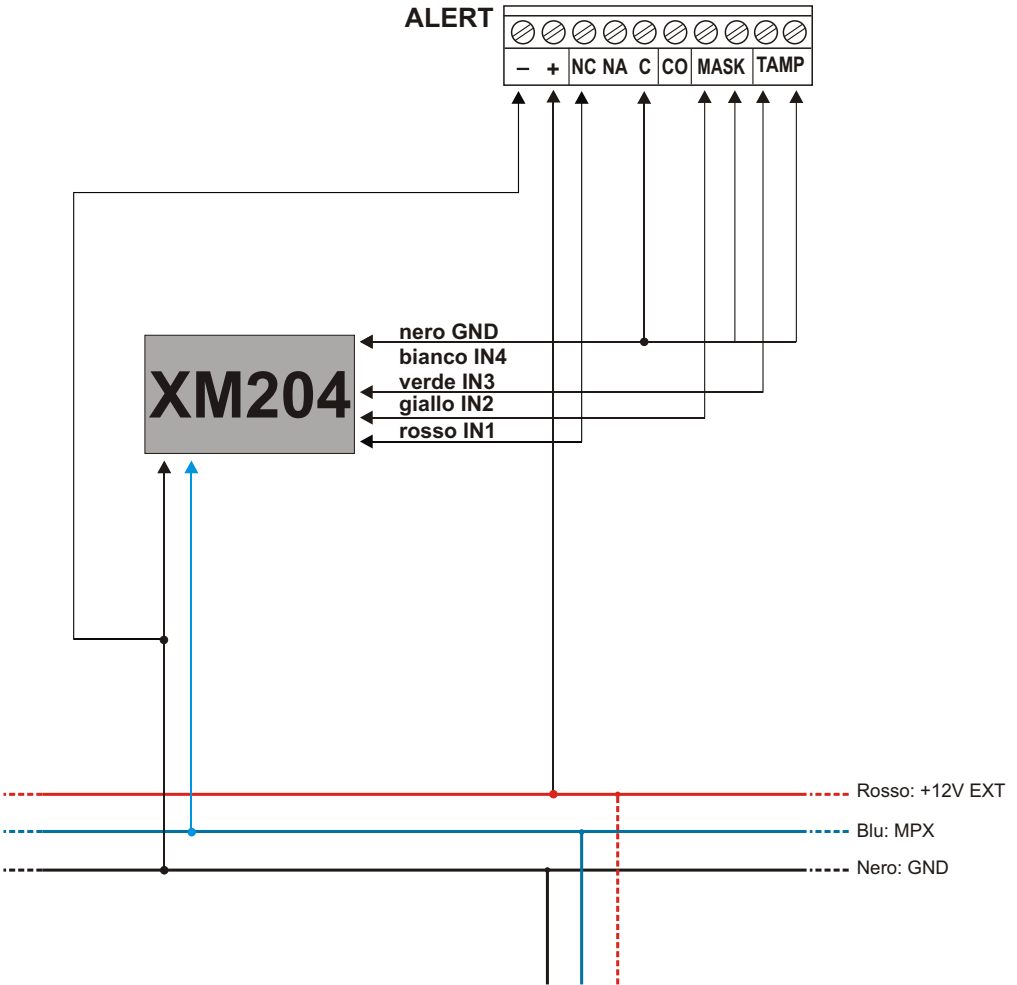 ALERT
– + NC NA C CO MASK TAMP
nero GND
bianco IN4
verde IN3
giallo IN2
rosso IN1
XM204
Rosso: +12V EXT
Blu: MPX
Nero: GND